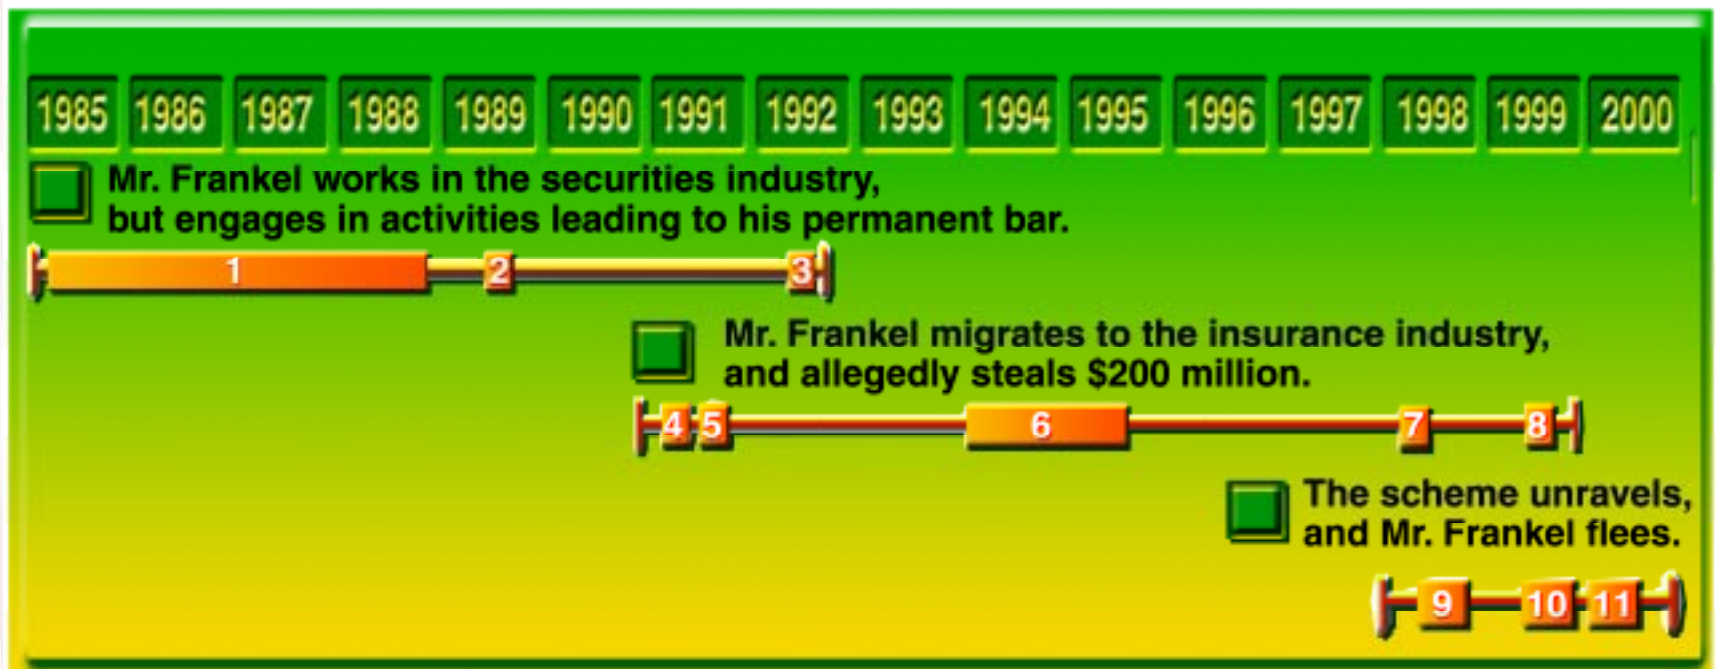 1985 1986 1987 1988 1989 1990 1991 1992 1993 1994 1995 1996 1997 1998 1999 2000
Mr. Frankel works in the securities industry,
but engages in activities leading to his permanent bar.
1 2 3
Mr. Frankel migrates to the insurance industry,
and allegedly steals $200 million.
4 5 6 7 8
The scheme unravels,
and Mr. Frankel flees.
9 10 11